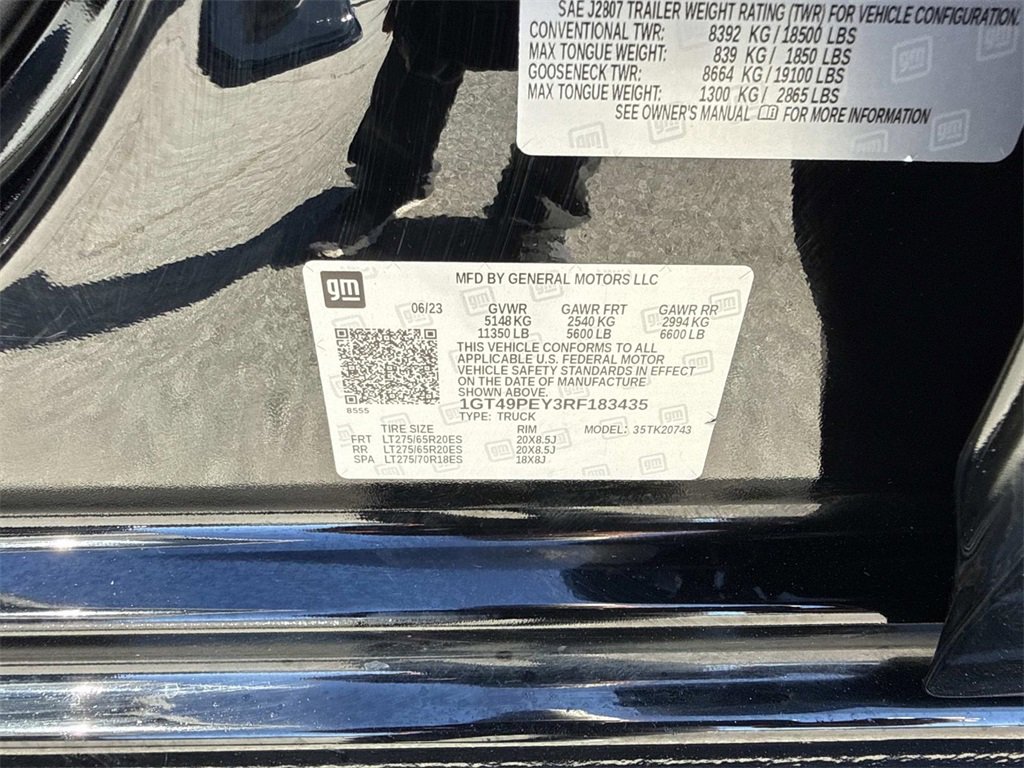 SAE J2807 TRAILER WEIGHT RATING (TWR) FOR VEHICLE CONFIGURATION.
CONVENTIONAL TWR: 8392 KG / 18500 LBS
MAX TONGUE WEIGHT: 839 KG / 1850 LBS
GOOSENECK TWR: 8664 KG / 19100 LBS
MAX TONGUE WEIGHT: 1300 KG / 2865 LBS
SEE OWNER'S MANUAL FOR MORE INFORMATION
gm
MFD BY GENERAL MOTORS LLC
06/23 GVWR GAWR FRT GAWR RR
5148 KG 2540 KG 2994 KG
11350 LB 5600 LB 6600 LB
THIS VEHICLE CONFORMS TO ALL
APPLICABLE U.S. FEDERAL MOTOR
VEHICLE SAFETY STANDARDS IN EFFECT
ON THE DATE OF MANUFACTURE
SHOWN ABOVE.
8555
1GT49PEY3RF183435
TYPE: TRUCK
TIRE SIZE RIM MODEL: 35TK20743
FRT LT275/65R20ES 20X8.5J
RR LT275/65R20ES 20X8.5J
SPA LT275/70R18ES 18X8J